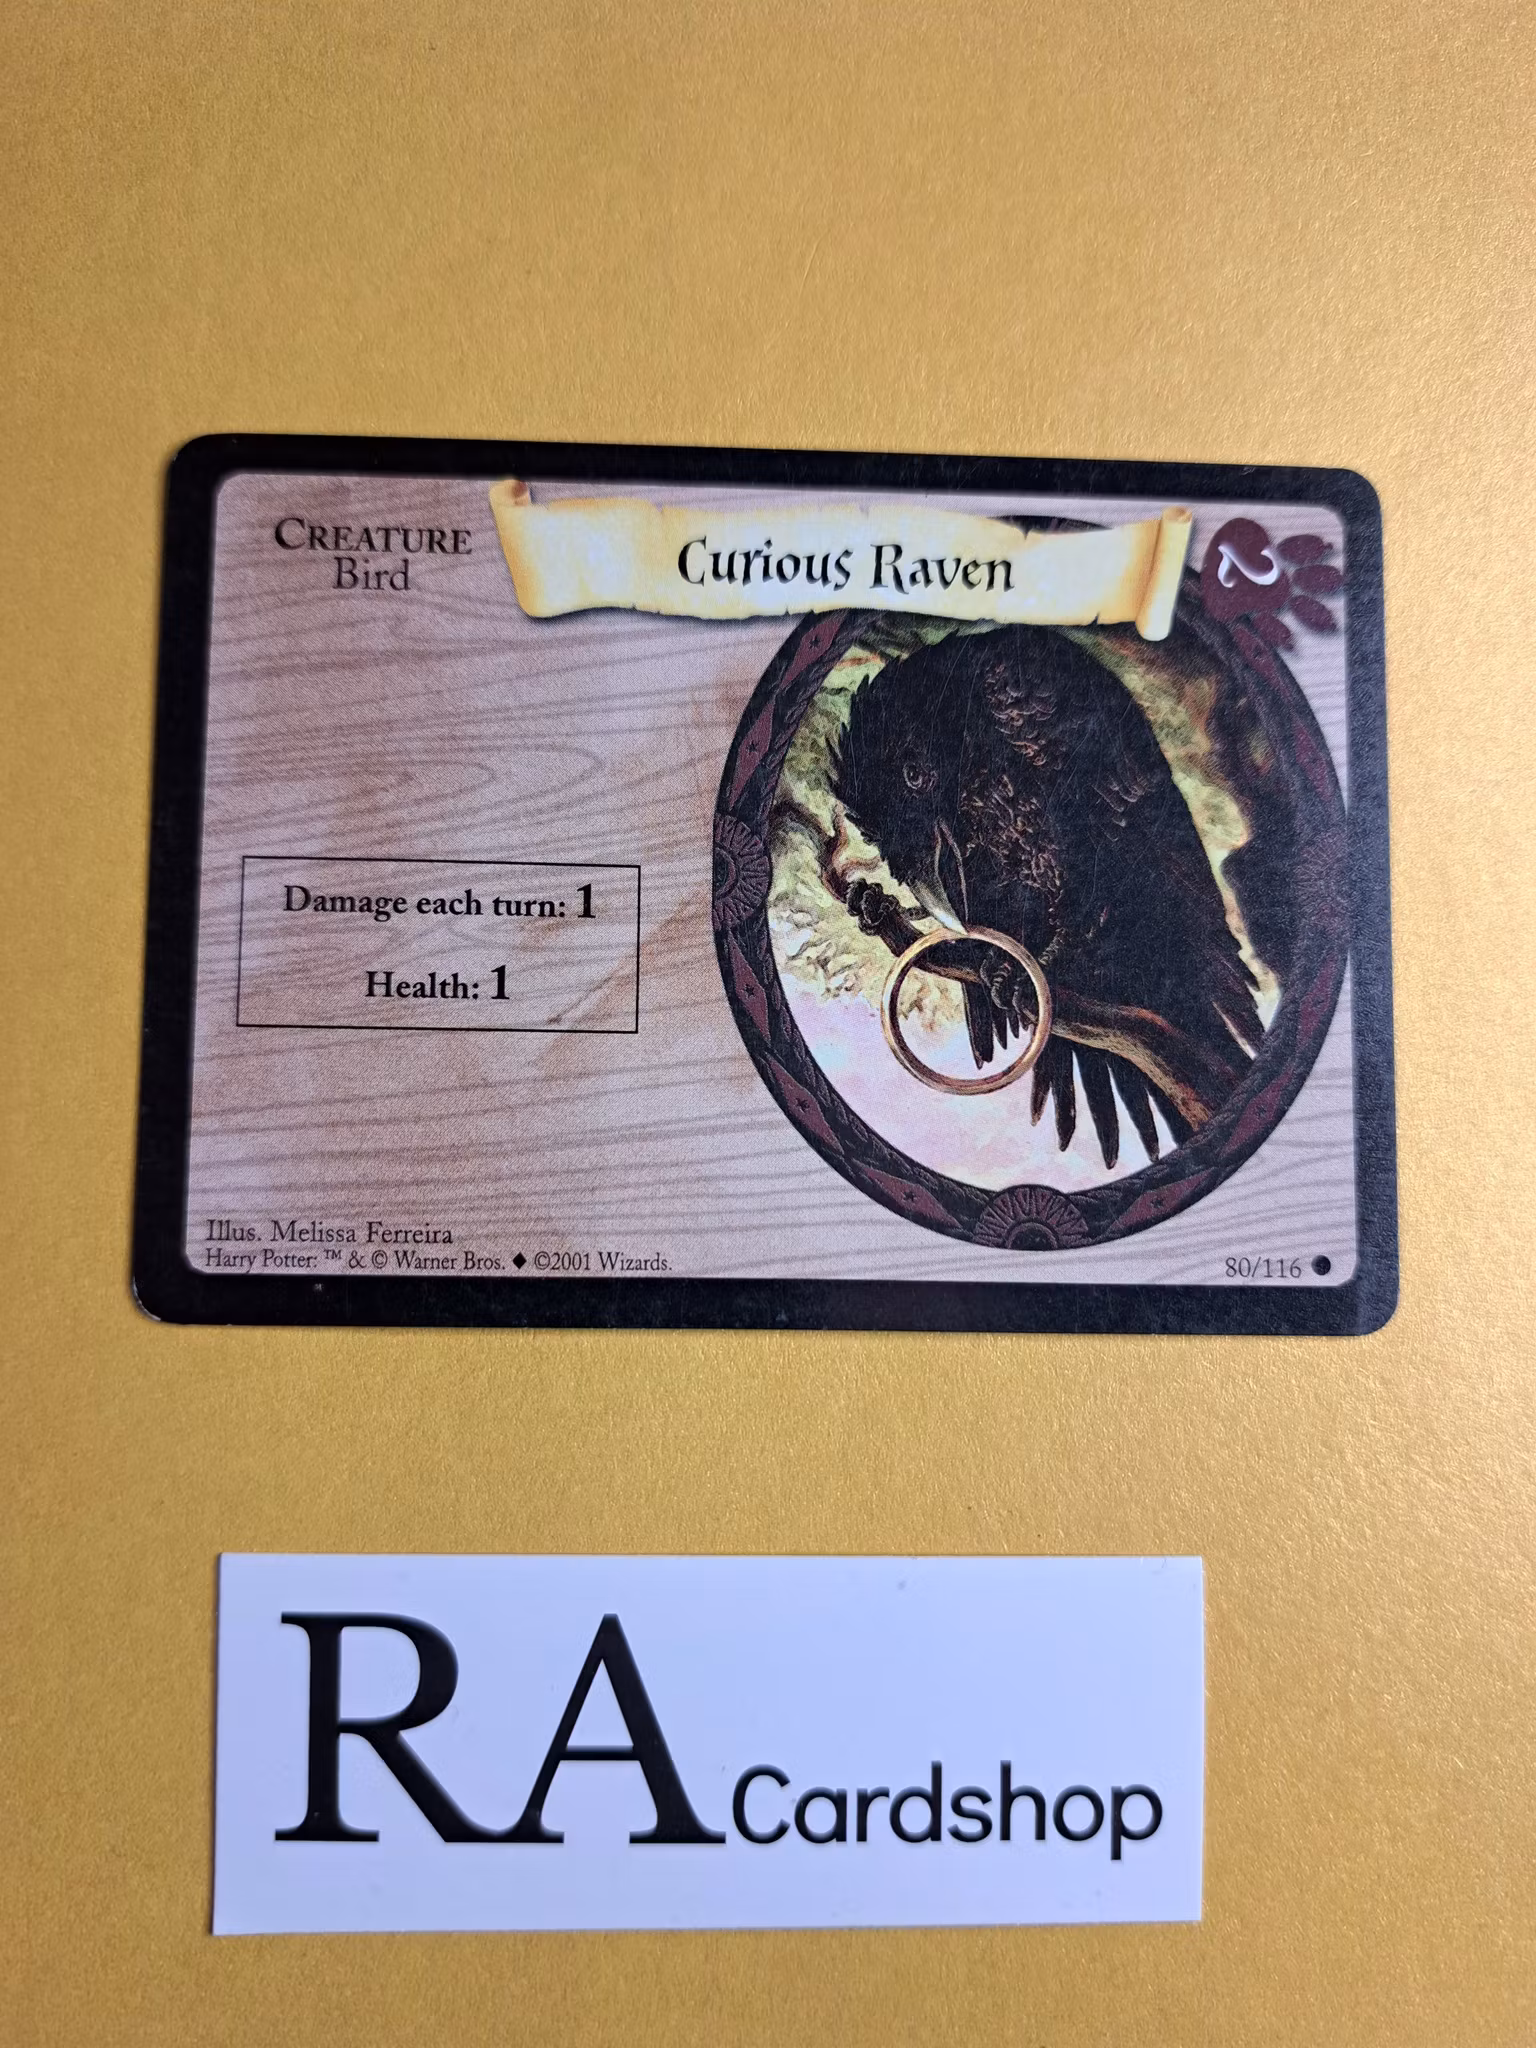 CREATURE
Bird
Curious Raven
2
Damage each turn: 1
Health: 1
Illus. Melissa Ferreira
Harry Potter: ™ & © Warner Bros. ♦ ©2001 Wizards.
80/116 ●
RA Cardshop